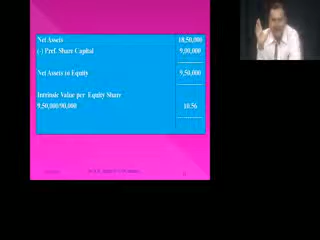 Net Assets 18,50,000
(-) Pref. Share Capital 9,00,000
Net Assets to Equity 9,50,000
Intrinsic Value per Equity Share
9,50,000/90,000 10.56